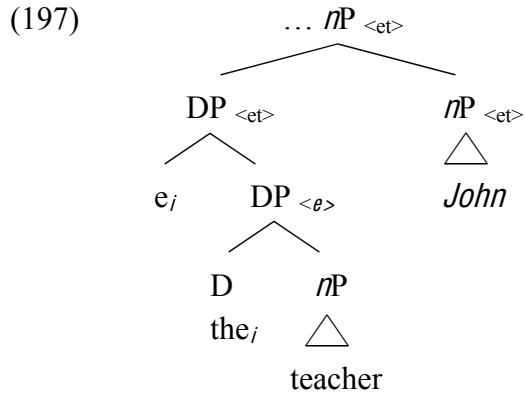 (197) … nP <et>
DP <et> nP <et>
e i DP <e> John
D nP
the i
teacher